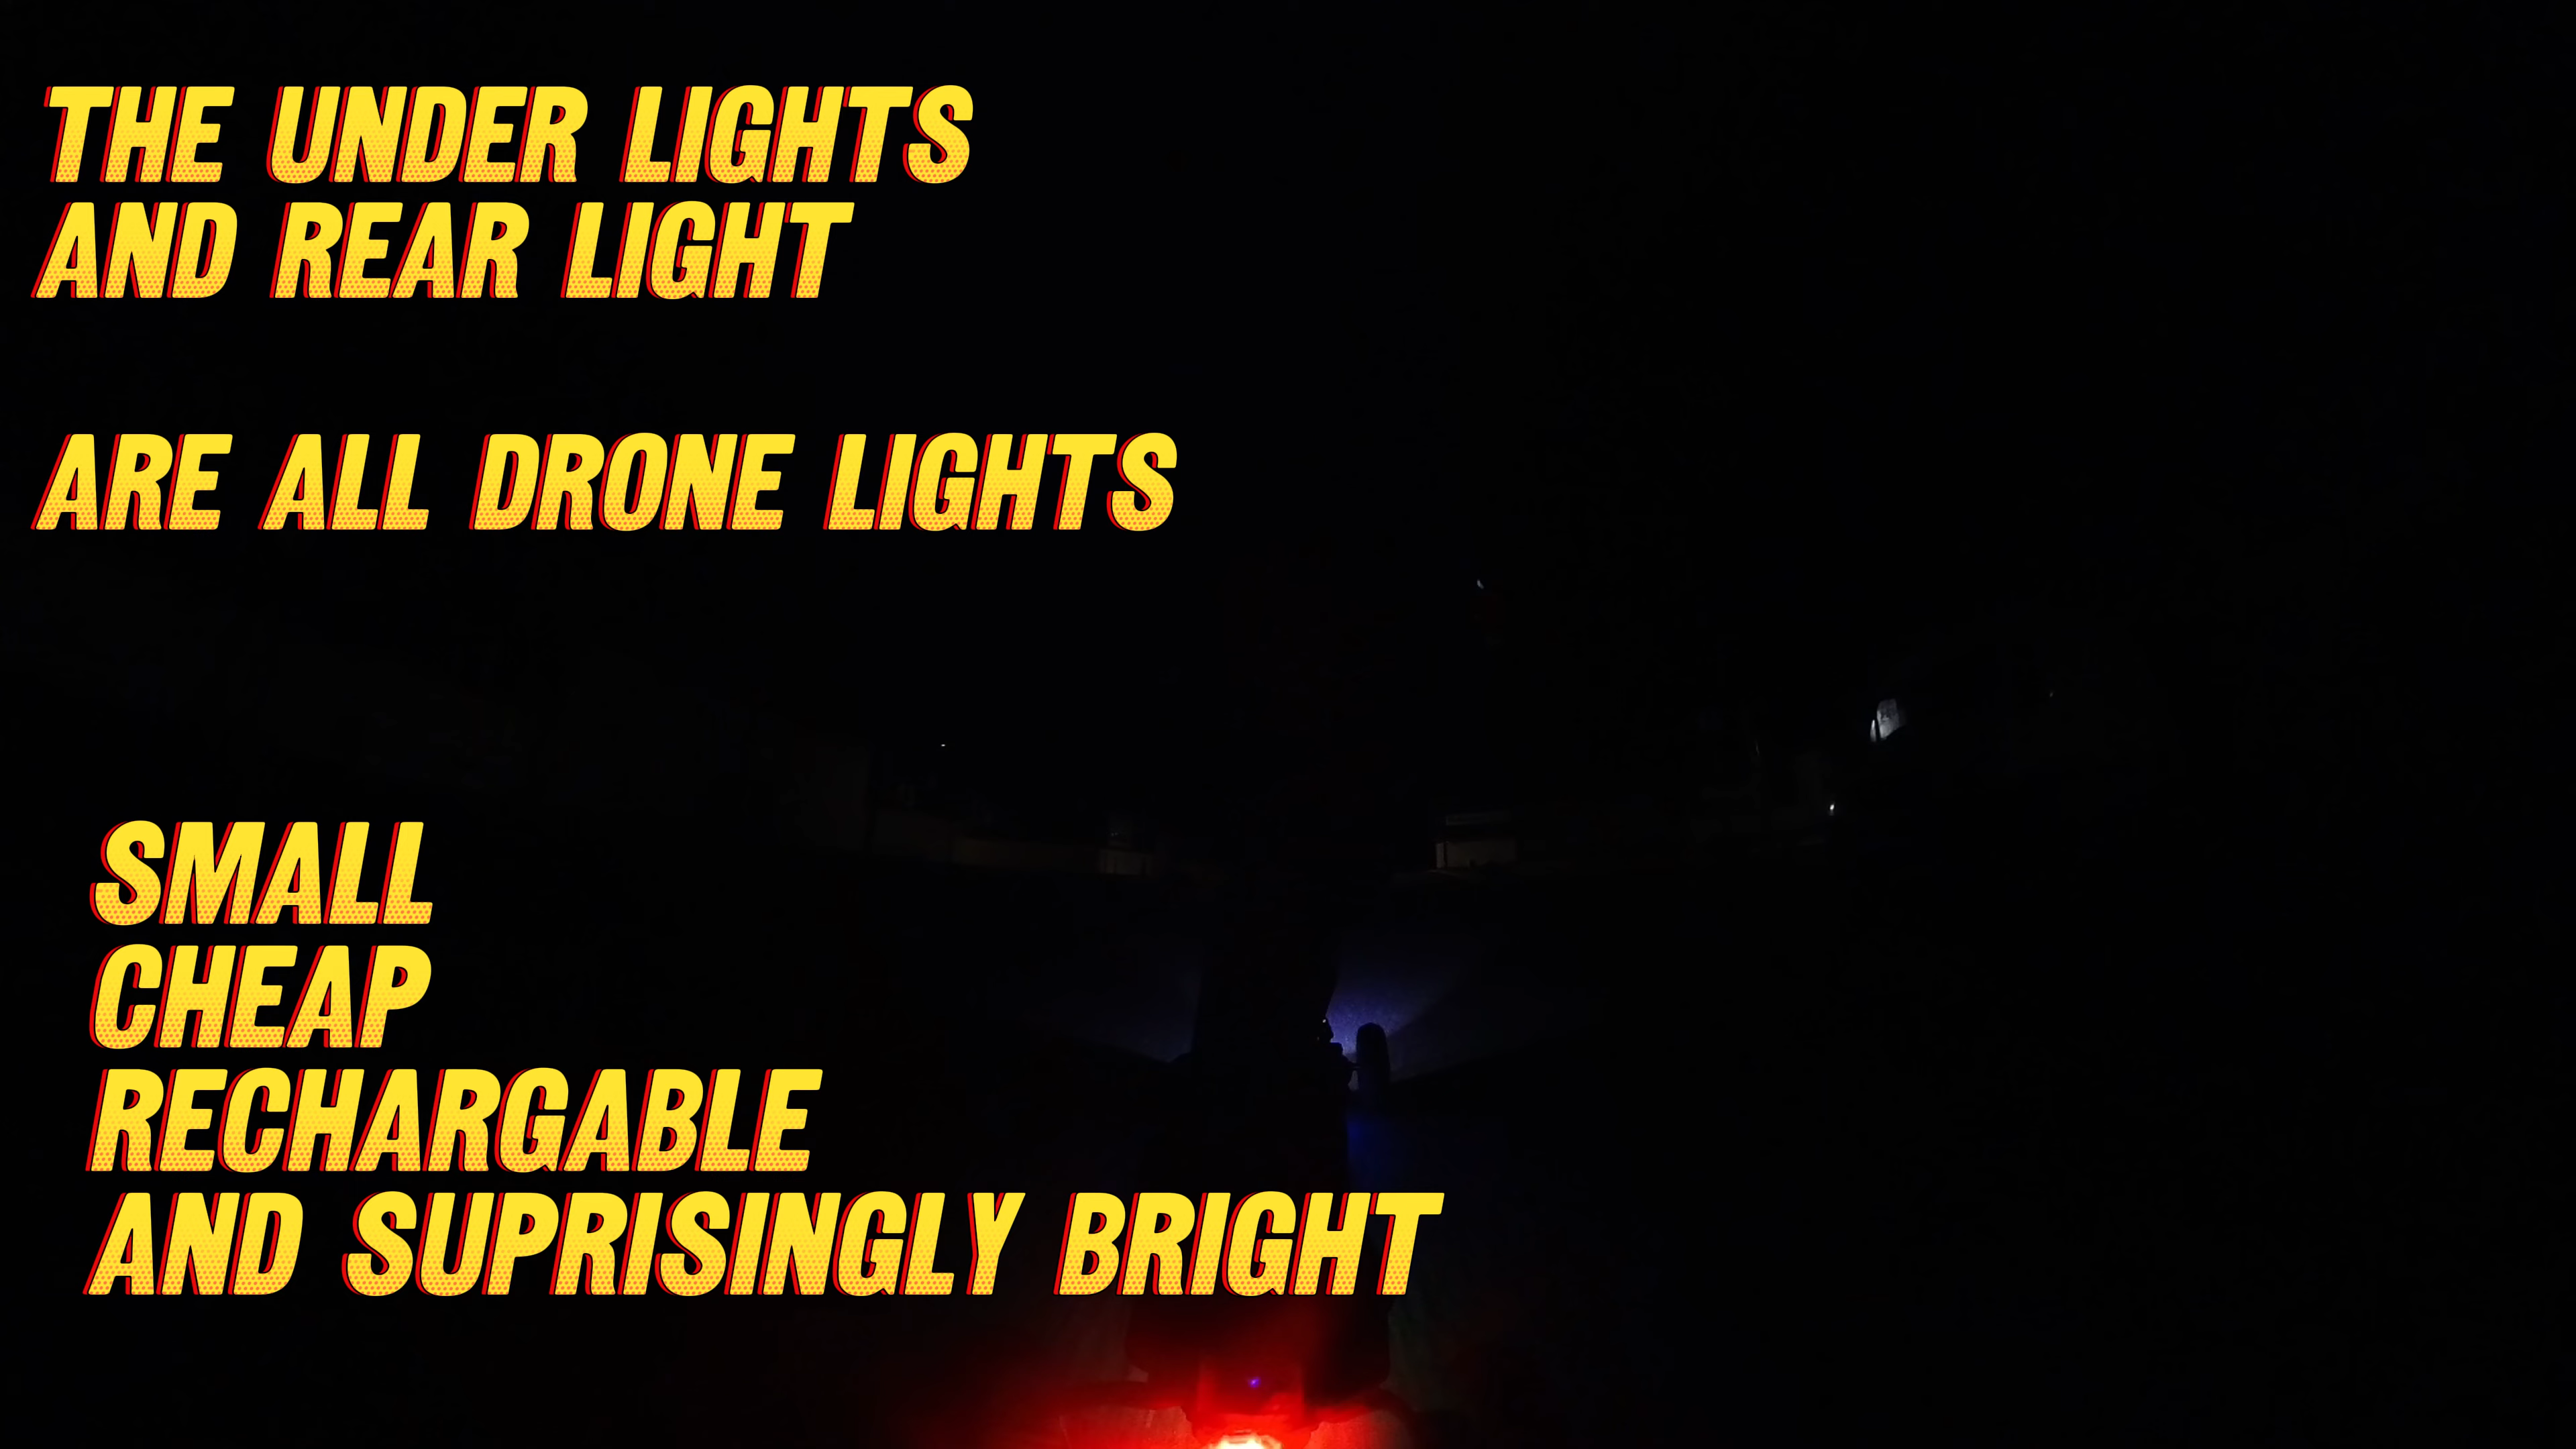 THE UNDER LIGHTS
AND REAR LIGHT
ARE ALL DRONE LIGHTS
SMALL
CHEAP
RECHARGABLE
AND SUPRISINGLY BRIGHT